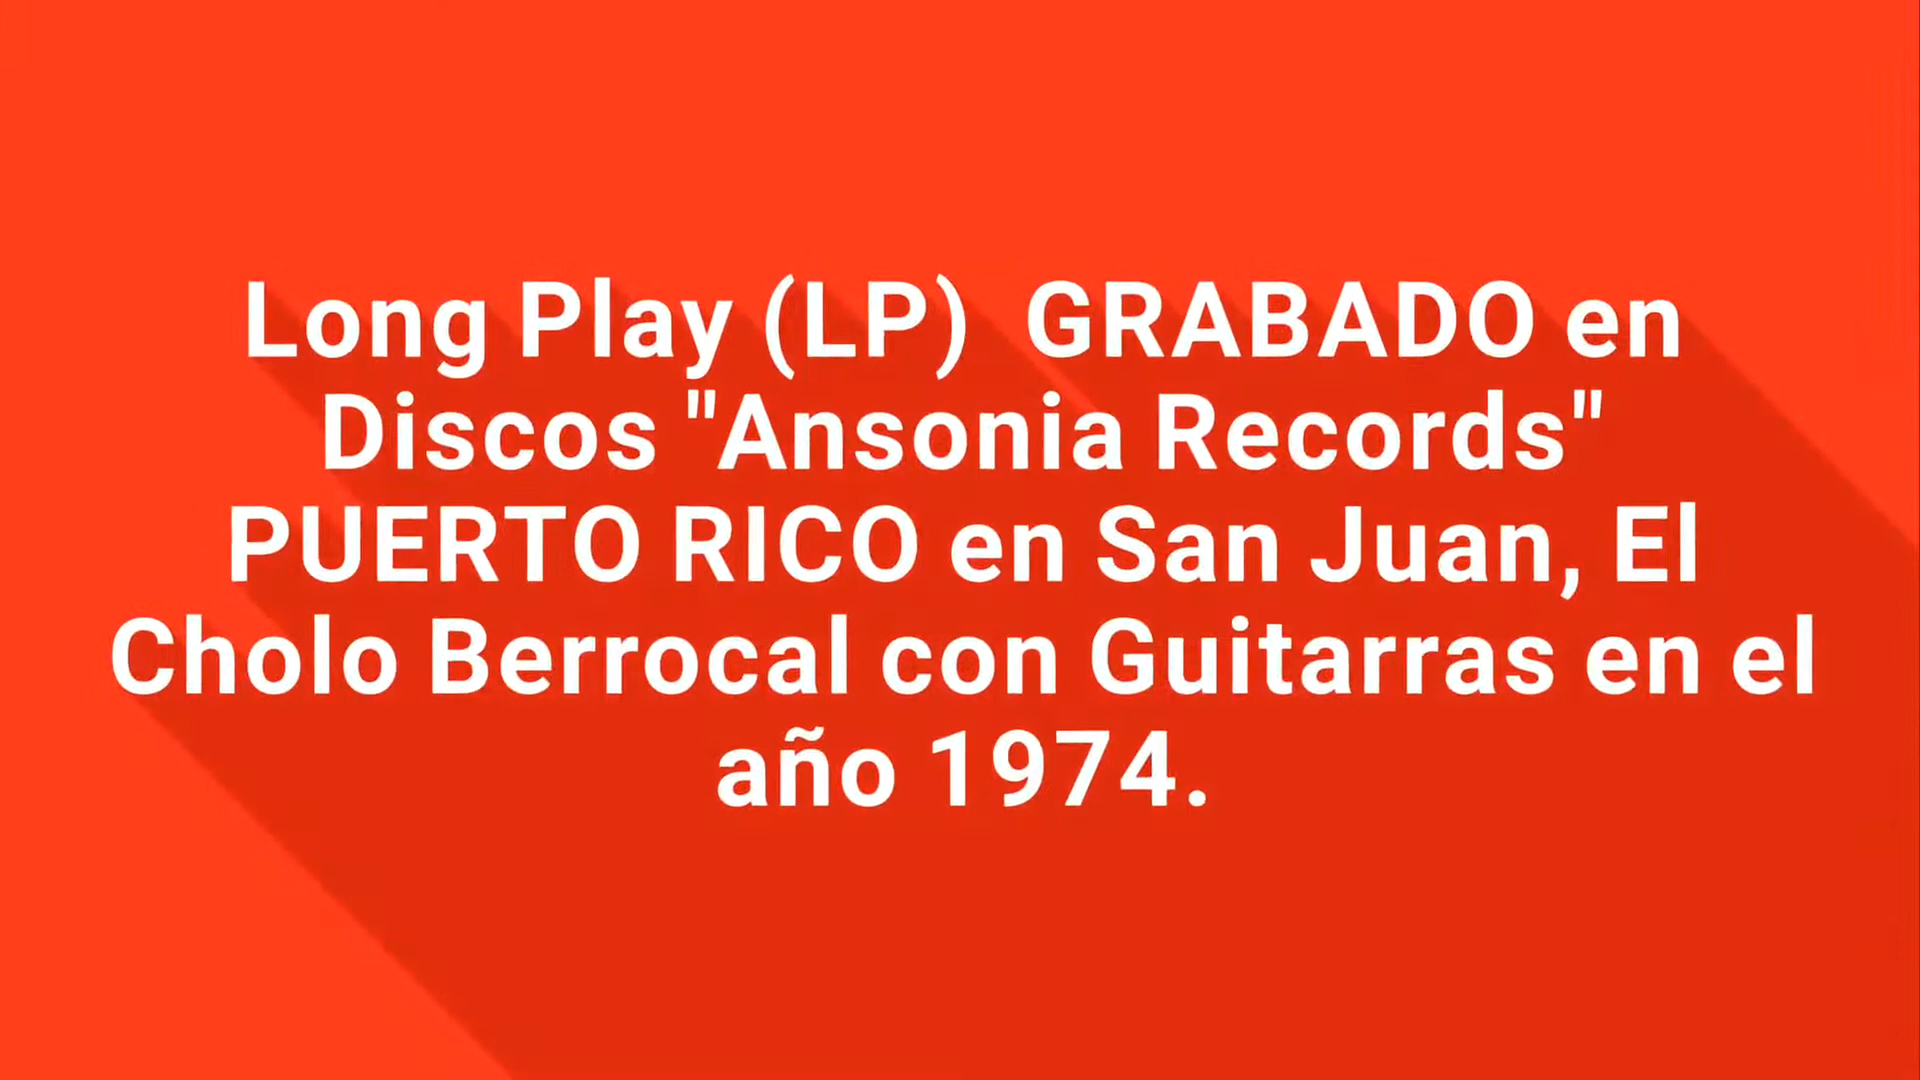 Long Play (LP)  GRABADO en
Discos "Ansonia Records"
PUERTO RICO en San Juan, El
Cholo Berrocal con Guitarras en el
año 1974.